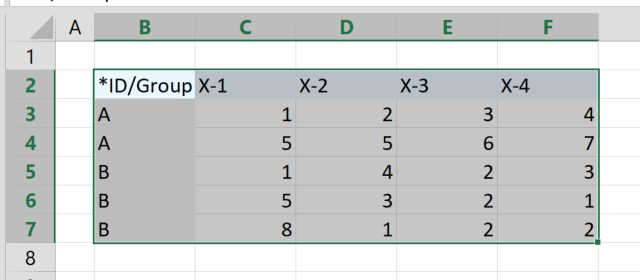 A B C D E F
1
2 *ID/Group X-1 X-2 X-3 X-4
3 A 1 2 3 4
4 A 5 5 6 7
5 B 1 4 2 3
6 B 5 3 2 1
7 B 8 1 2 2
8